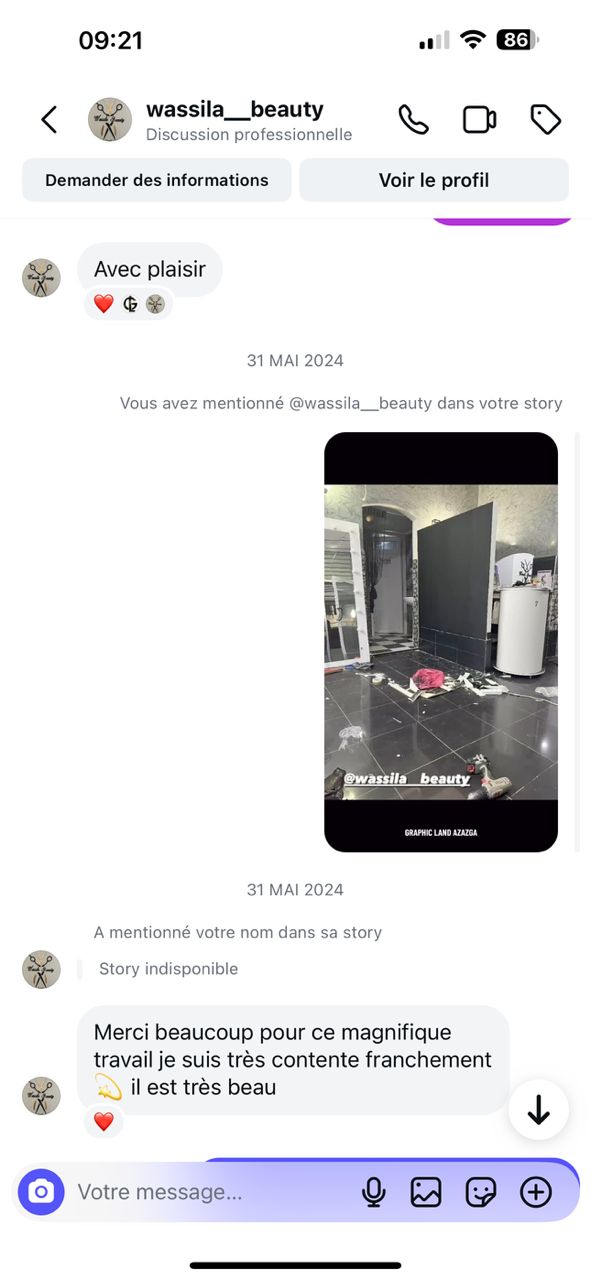 09:21
86
wassila__beauty
Discussion professionnelle
Demander des informations
Voir le profil
Avec plaisir
31 MAI 2024
Vous avez mentionné @wassila__beauty dans votre story
@wassila__beauty
GRAPHIC LAND AZAZGA
31 MAI 2024
A mentionné votre nom dans sa story
Story indisponible
Merci beaucoup pour ce magnifique
travail je suis très contente franchement
💫 il est très beau
Votre message...